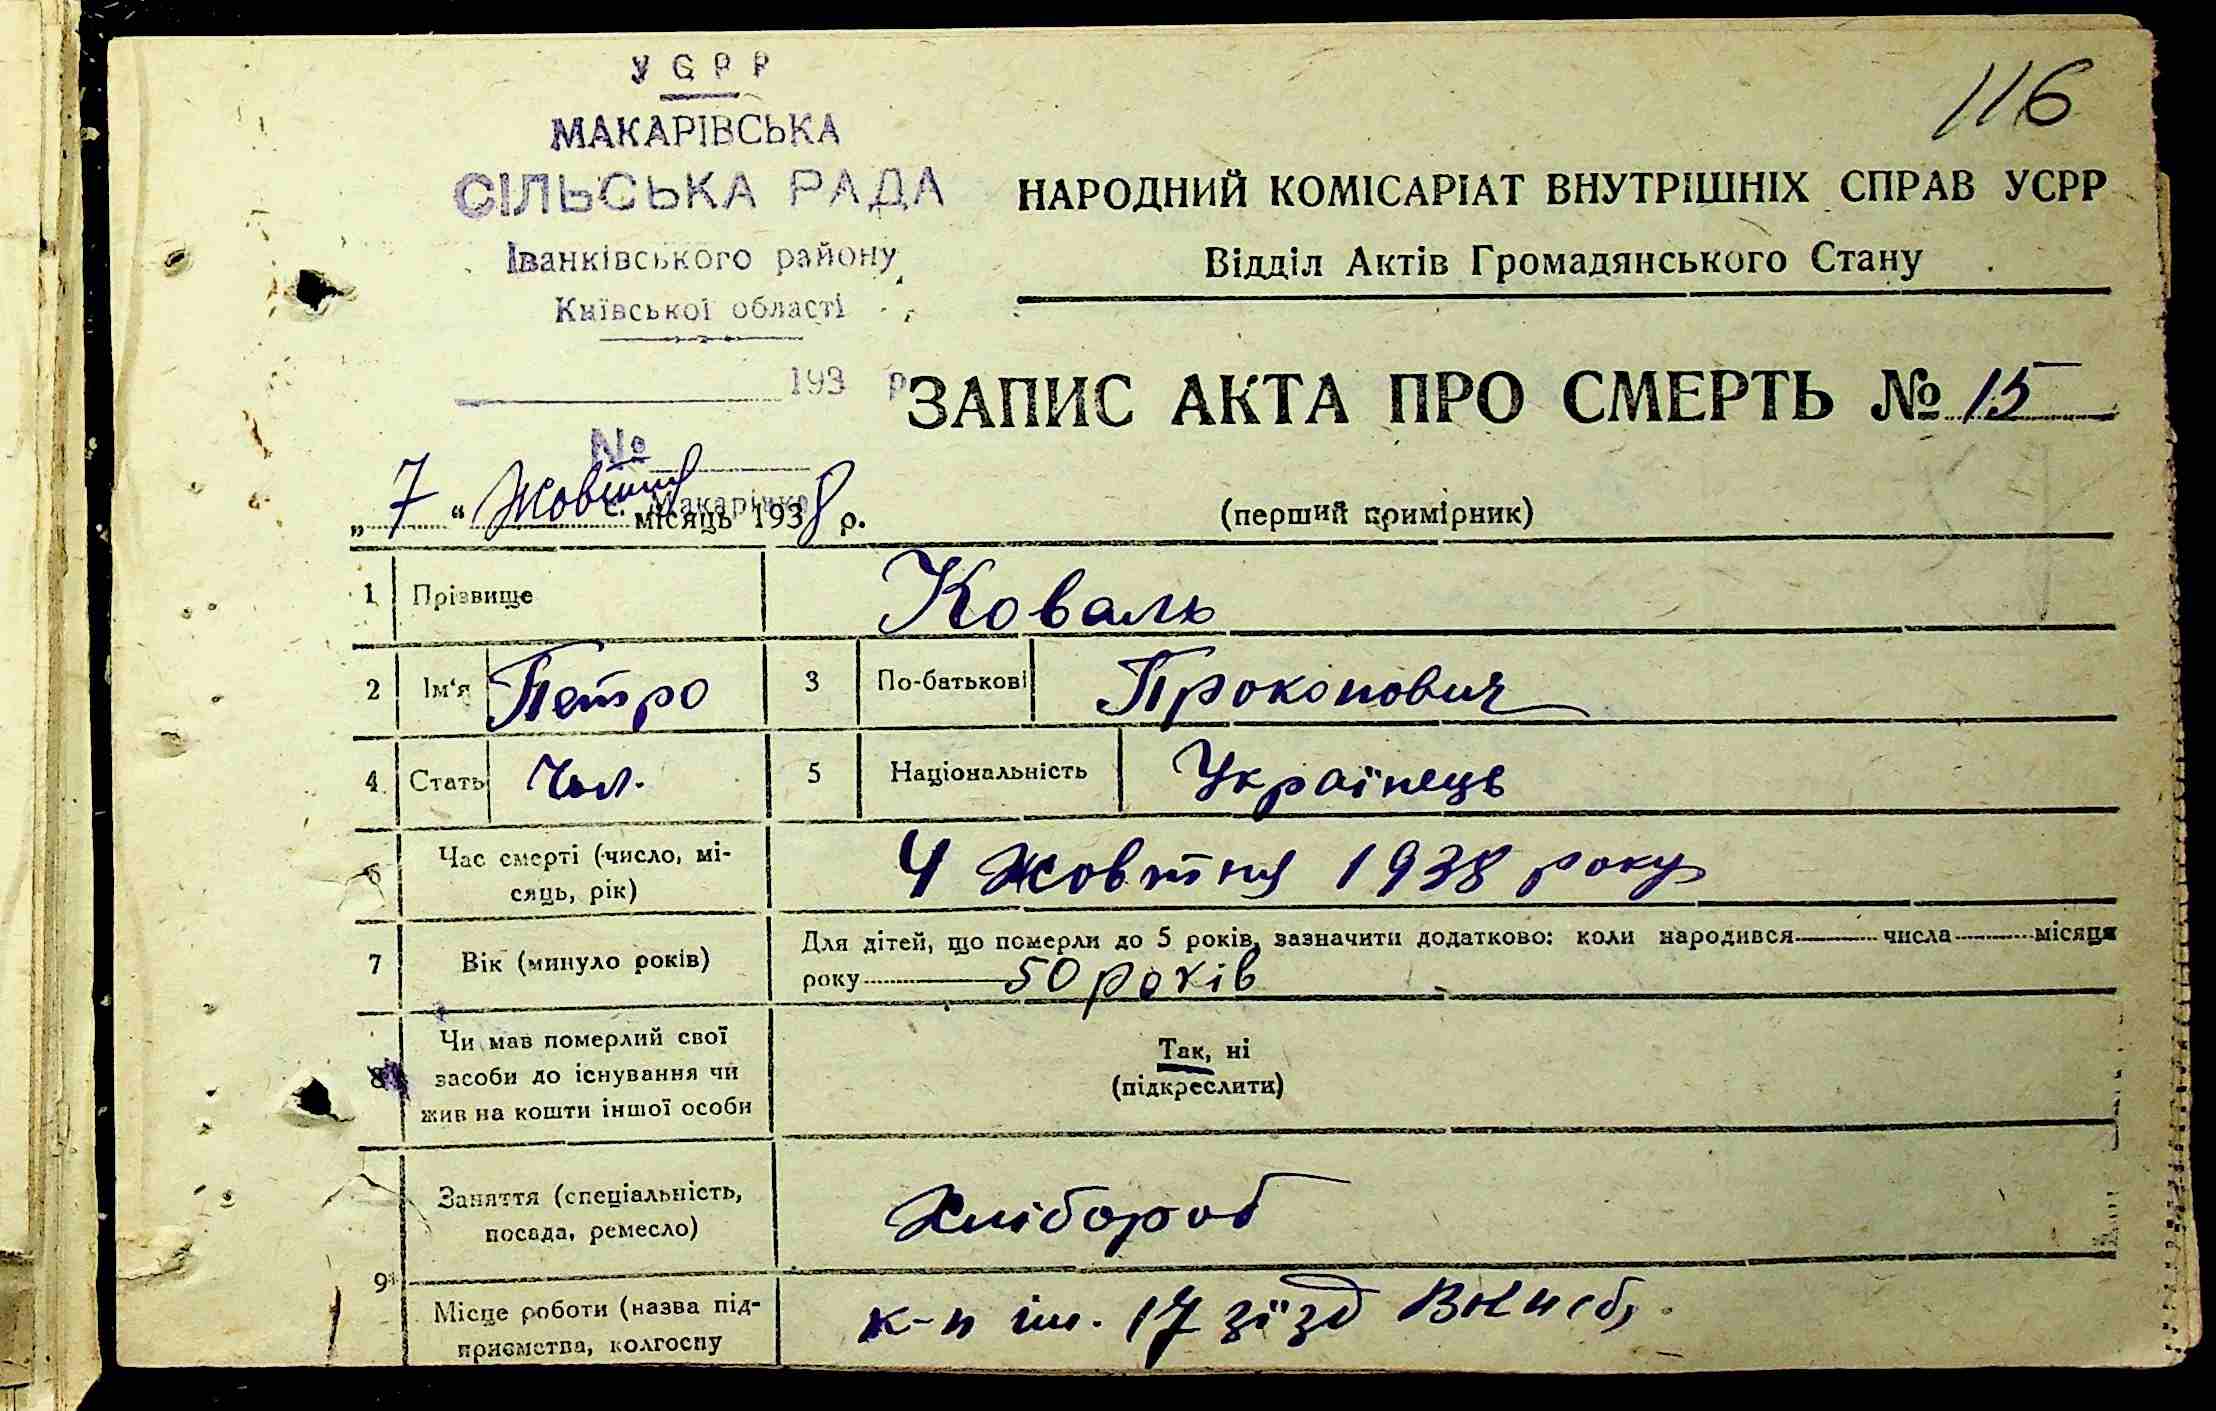 УСРР
116
МАКАРІВСЬКА
СІЛЬСЬКА РАДА
Іванківського району
Київської області
193 р
№
НАРОДНИЙ КОМІСАРІАТ ВНУТРІШНІХ СПРАВ УСРР
Відділ Актів Громадянського Стану
ЗАПИС АКТА ПРО СМЕРТЬ № 15
„ 7 “ Жовтня місяць 1938 р.
(перший примірник)
1 Прізвище Коваль
2 Ім'я Петро 3 По-батькові Прокопович
4 Стать Чол. 5 Національність Українець
6 Час смерті (число, мі-
сяць, рік)
4 Жовтня 1938 року
7 Вік (минуло років)
Для дітей, що померли до 5 років, зазначити додатково: коли народився числа місяця
року 50 років
8 Чи мав померлий свої
засоби до існування чи
жив на кошти іншої особи
Так, ні
(підкреслити)
9 Заняття (спеціальність,
посада, ремесло)
Хлібороб
Місце роботи (назва під-
приємства, колгоспу
к-п ім. 17 зїзд ВКП(б)